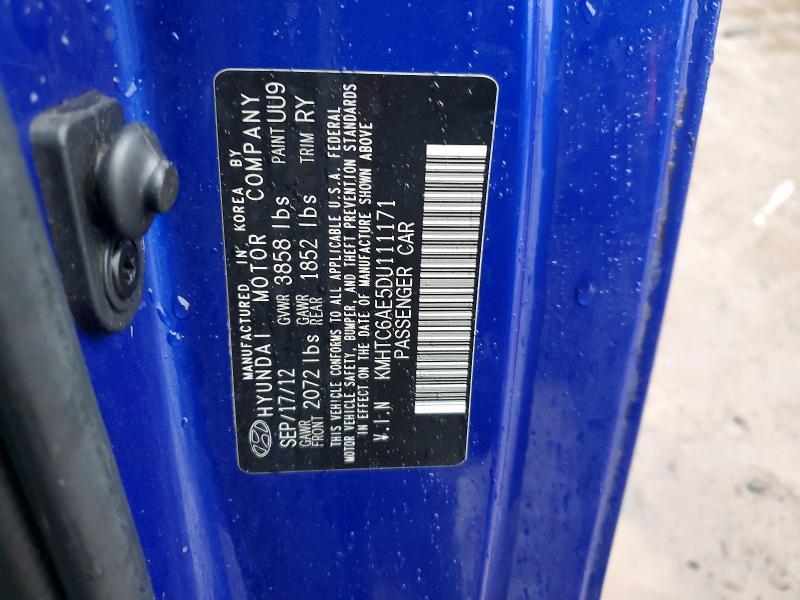 MANUFACTURED IN KOREA BY
HYUNDAI MOTOR COMPANY
SEP/17/12 GVWR 3858 lbs PAINT UU9
GAWR FRONT 2072 lbs GAWR REAR 1852 lbs TRIM RY
THIS VEHICLE CONFORMS TO ALL APPLICABLE U.S.A. FEDERAL
MOTOR VEHICLE SAFETY, BUMPER, AND THEFT PREVENTION STANDARDS
IN EFFECT ON THE DATE OF MANUFACTURE SHOWN ABOVE
V.I.N KMHTC6AE5DU111171
PASSENGER CAR